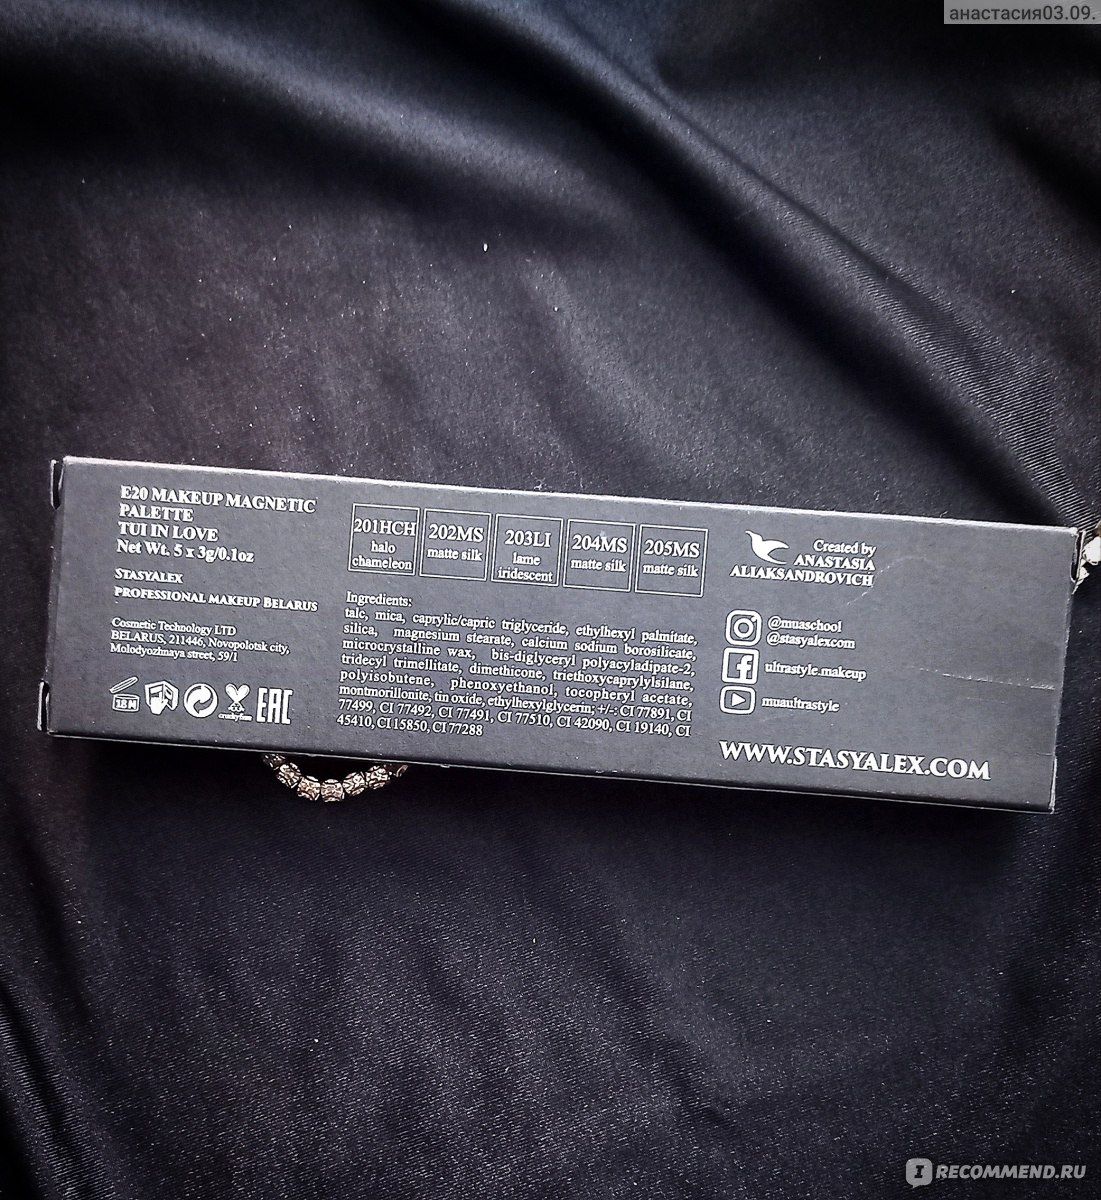 анастасия03.09.
E20 MAKEUP MAGNETIC
PALETTE
TUI IN LOVE
Net Wt. 5 x 3g/0.1oz
STASYALEX
PROFESSIONAL MAKEUP BELARUS
Cosmetic Technology LTD
BELARUS, 211446, Novopolotsk city,
Molodyozhnaya street, 59/1
18 M
crueltyfree
EAC
201HCH
halo
chameleon
202MS
matte silk
203LI
lame
iridescent
204MS
matte silk
205MS
matte silk
Ingredients:
talc, mica, caprylic/capric triglyceride, ethylhexyl palmitate,
silica, magnesium stearate, calcium sodium borosilicate,
microcrystalline wax, bis-diglyceryl polyacyladipate-2,
tridecyl trimellitate, dimethicone, triethoxycaprylylsilane,
polyisobutene, phenoxyethanol, tocopheryl acetate,
montmorillonite, tin oxide, ethylhexylglycerin; +/-: CI 77891, CI
77499, CI 77492, CI 77491, CI 77510, CI 42090, CI 19140, CI
45410, CI 15850, CI 77288
Created by
ANASTASIA
ALIAKSANDROVICH
@muaschool
@stasyalexcom
ultrastyle.makeup
muaultrastyle
WWW.STASYALEX.COM
IRECOMMEND.RU